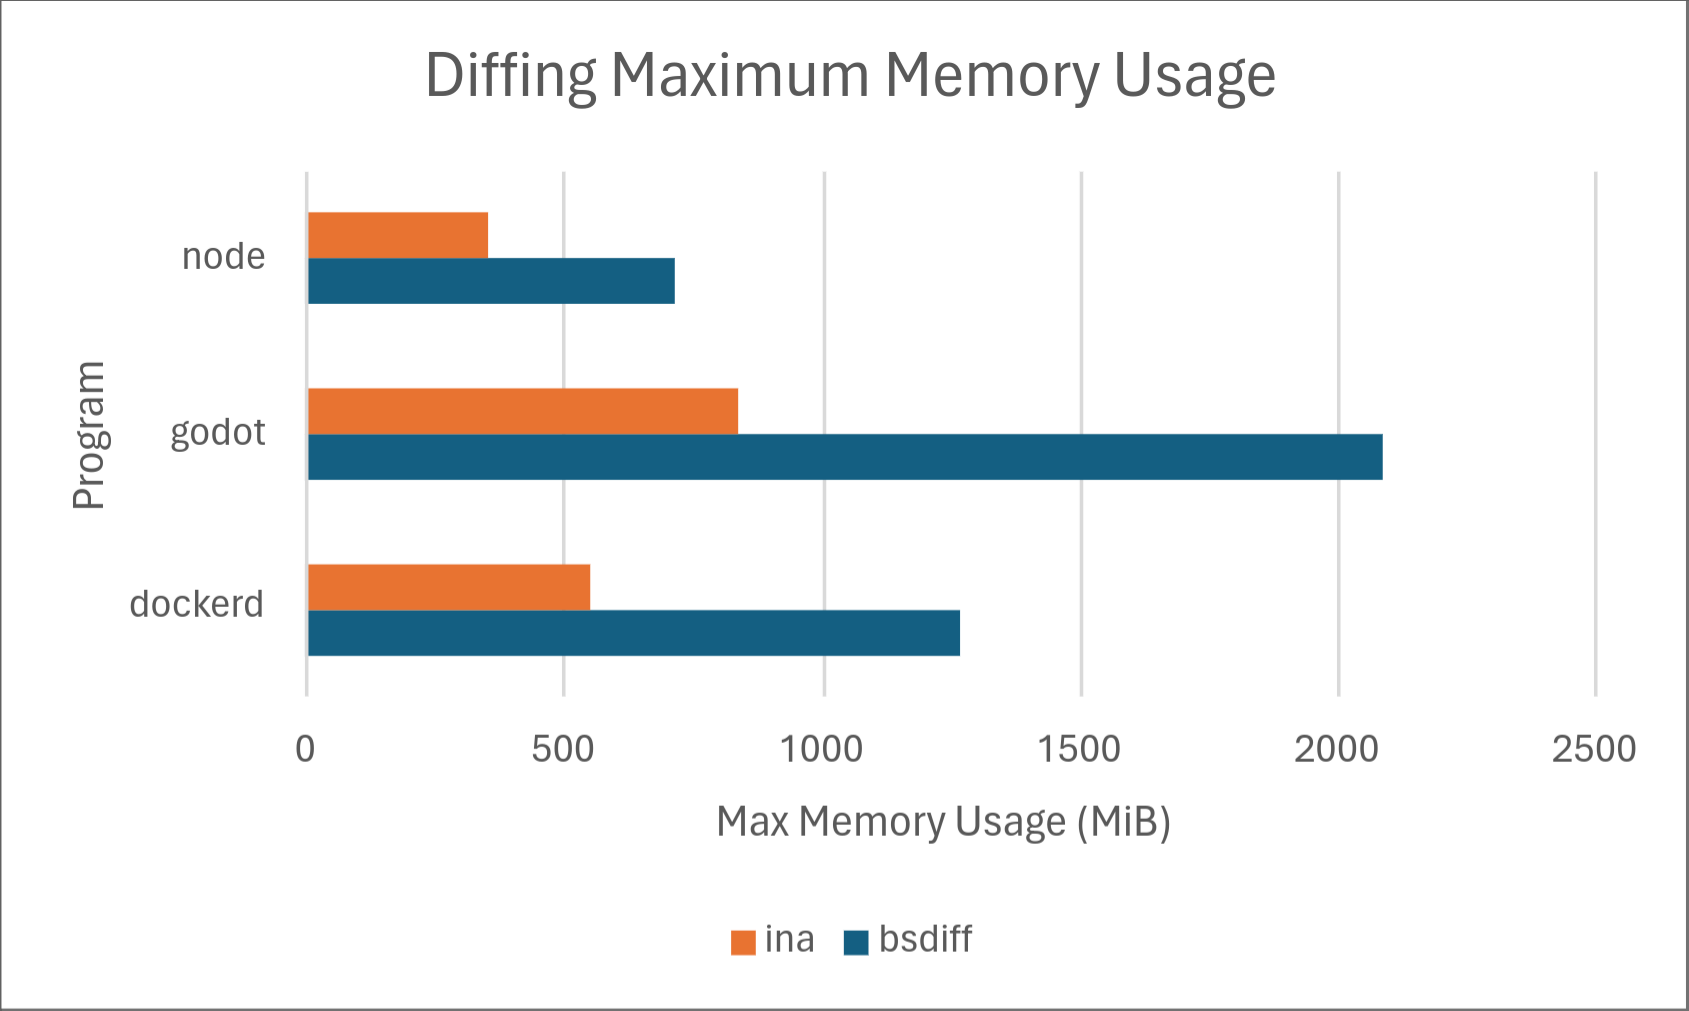 Diffing Maximum Memory Usage
Program
node
godot
dockerd
0 500 1000 1500 2000 2500
Max Memory Usage (MiB)
ina bsdiff